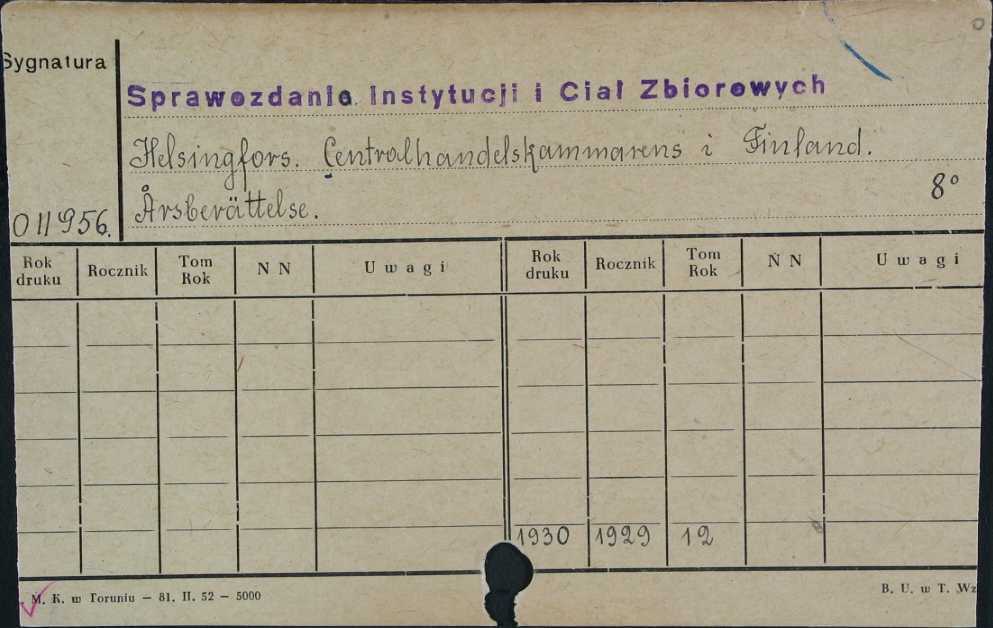 Sygnatura
Sprawozdania Instytucji i Ciał Zbiorowych
Helsingfors. Centralhandelskammarens i Finland.
Årsberättelse. 8°
011956.
Rok druku Rocznik Tom Rok N N Uwagi Rok druku Rocznik Tom Rok N N Uwagi
1930 1929 12
M. K. w Toruniu – 81. II. 52 – 5000
B. U. w T. Wz